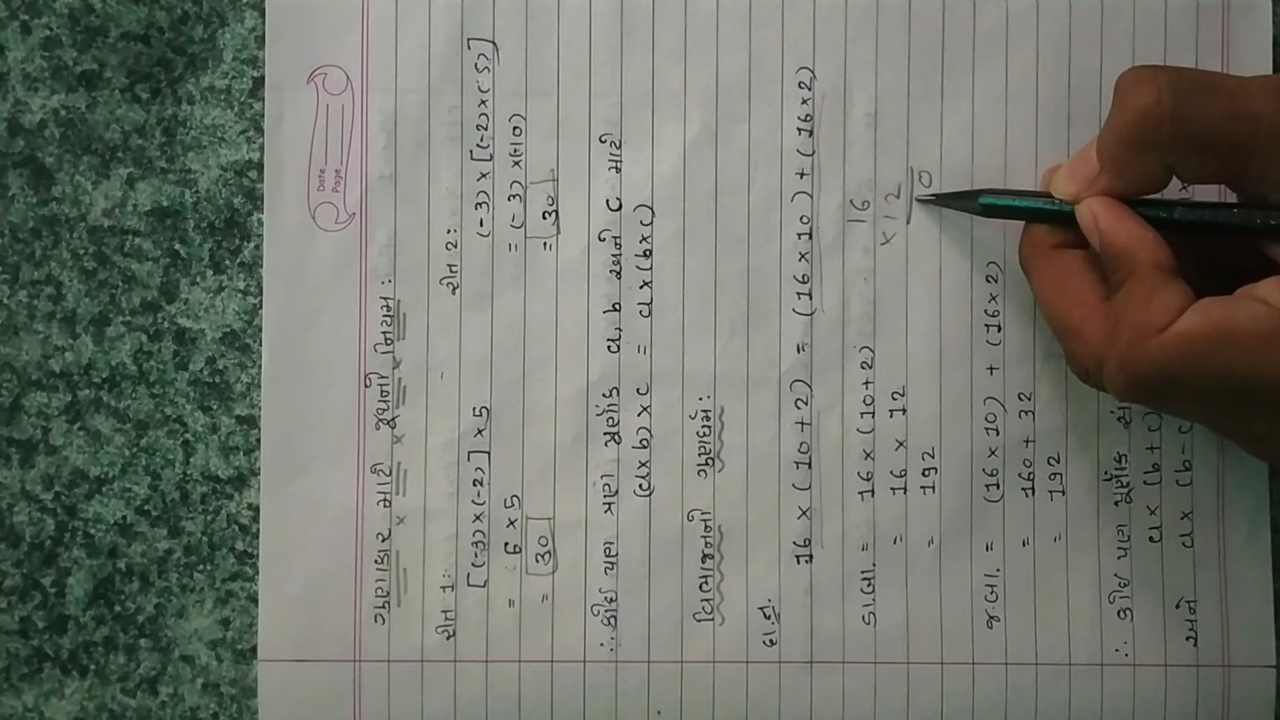 Date
Page
ગુણાકાર માટે જૂથનો નિયમ :
રીત 1:
[(-3)×(-2)] × 5
= 6 × 5
= 30
રીત 2:
(-3) × [(-2)×(5)]
= (-3) × (-10)
= 30
∴ કોઈ પણ ત્રણ પૂર્ણાંક a, b અને c માટે
(a×b)×c = a×(b×c)
વિભાજનનો ગુણધર્મ :
દા.ત.
16 × (10+2) = (16×10) + (16×2)
ડા.બા. = 16 × (10+2)
= 16 × 12
= 192
16
×12
0
જ.બા. = (16×10) + (16×2)
= 160 + 32
= 192
∴ કોઈ પણ પૂર્ણાંક
a× (b+c)
અને a× (b-c